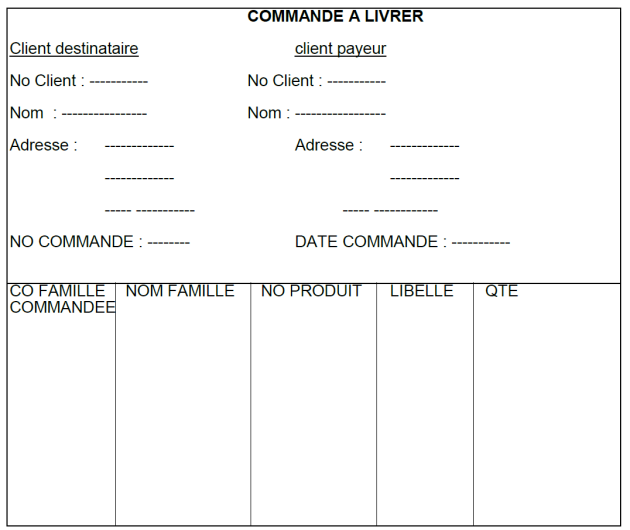 COMMANDE A LIVRER
Client destinataire client payeur
No Client : ----------- No Client : -----------
Nom : ---------------- Nom : -----------------
Adresse : ------------- Adresse : -------------
------------- -------------
----- ----------- ----- ------------
NO COMMANDE : -------- DATE COMMANDE : -----------
CO FAMILLE NOM FAMILLE NO PRODUIT LIBELLE QTE
COMMANDEE